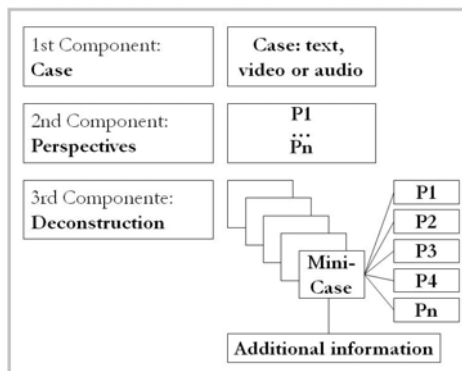 1st Component:
Case
Case: text,
video or audio
2nd Component:
Perspectives
P1
...
Pn
3rd Componente:
Deconstruction
Mini-
Case
P1
P2
P3
P4
Pn
Additional information